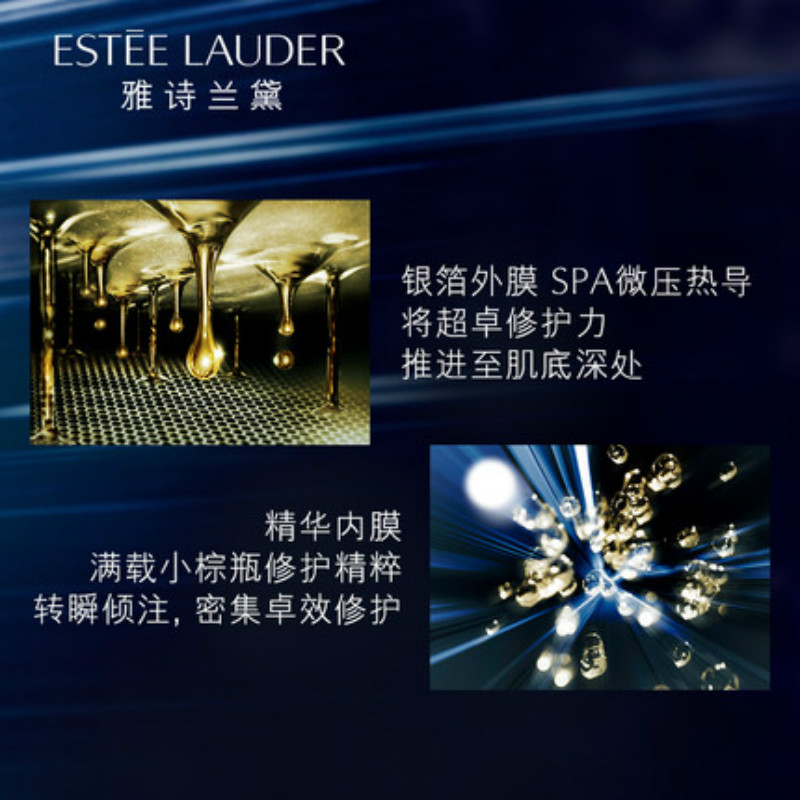 ESTĒE LAUDER
雅诗兰黛
银箔外膜 SPA微压热导
将超卓修护力
推进至肌底深处
精华内膜
满载小棕瓶修护精粹
转瞬倾注, 密集卓效修护